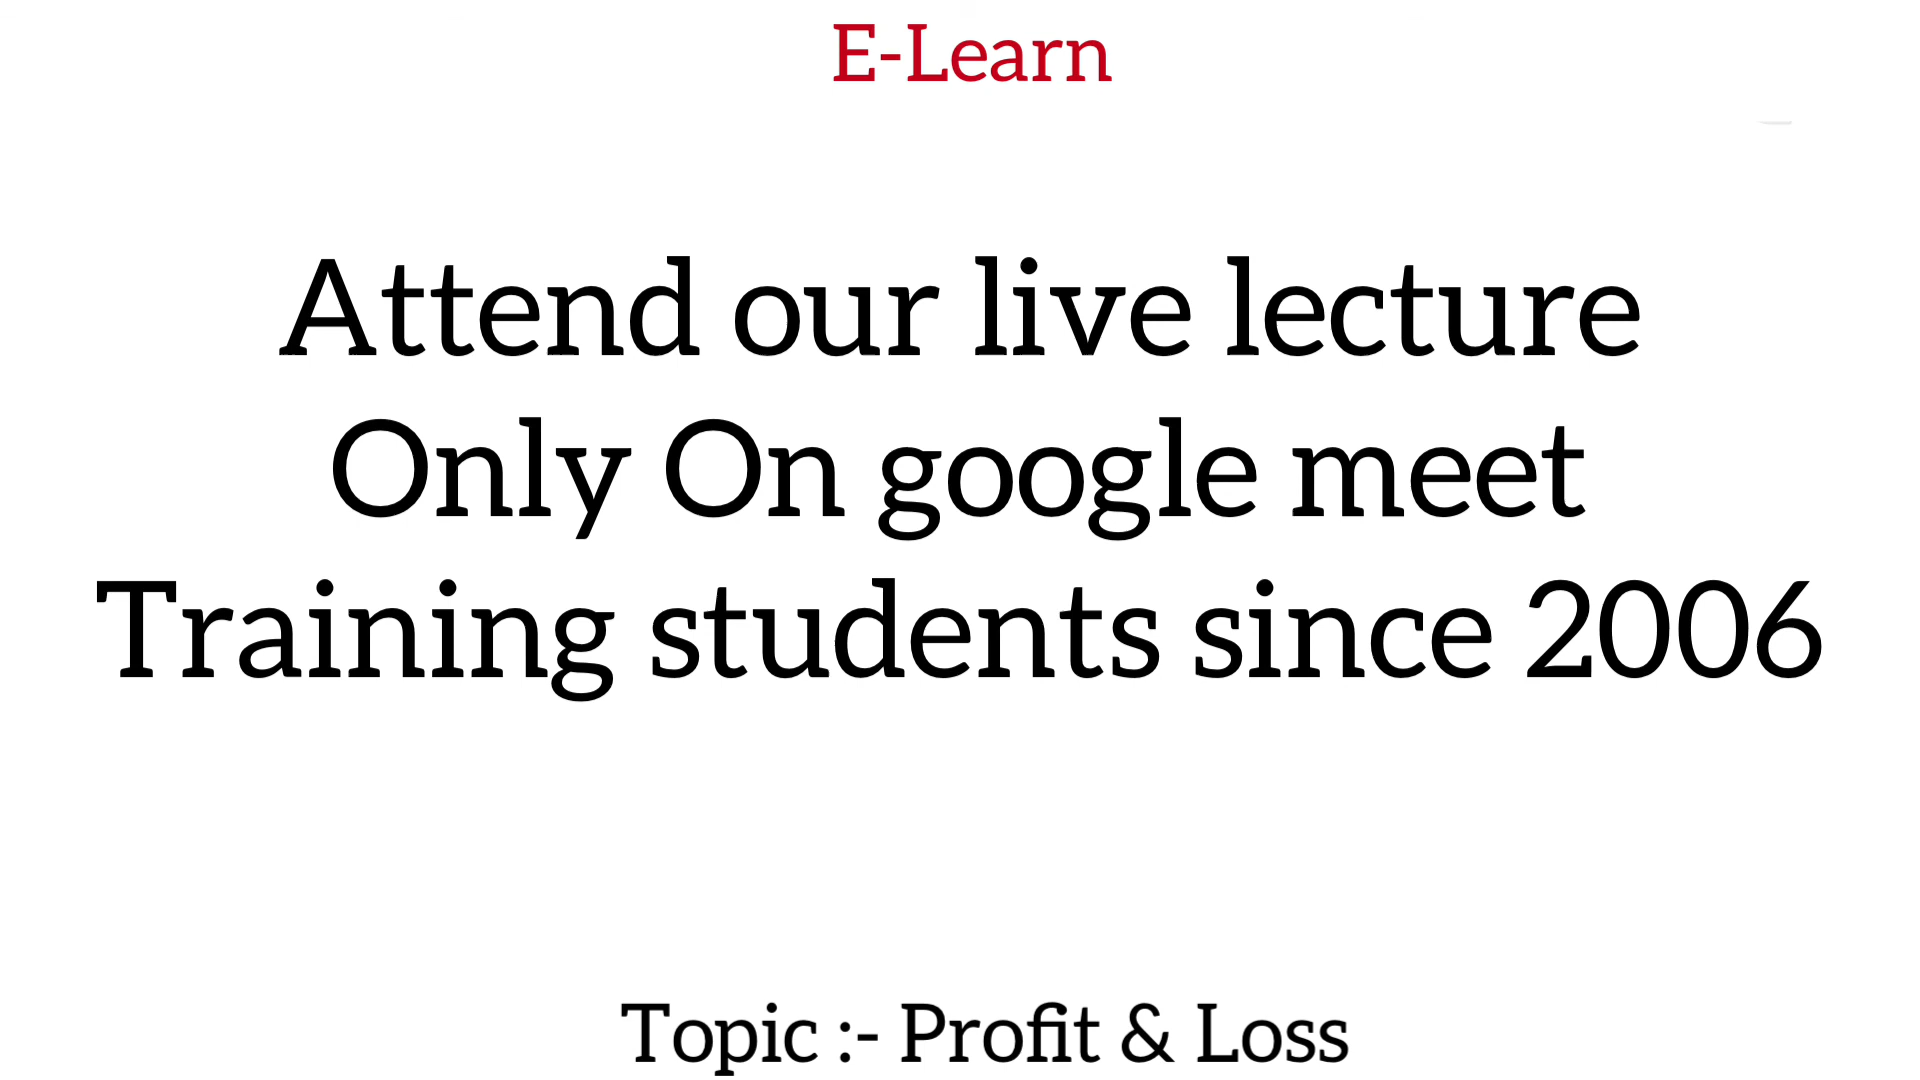 E-Learn
Attend our live lecture
Only On google meet
Training students since 2006
Topic :- Profit & Loss